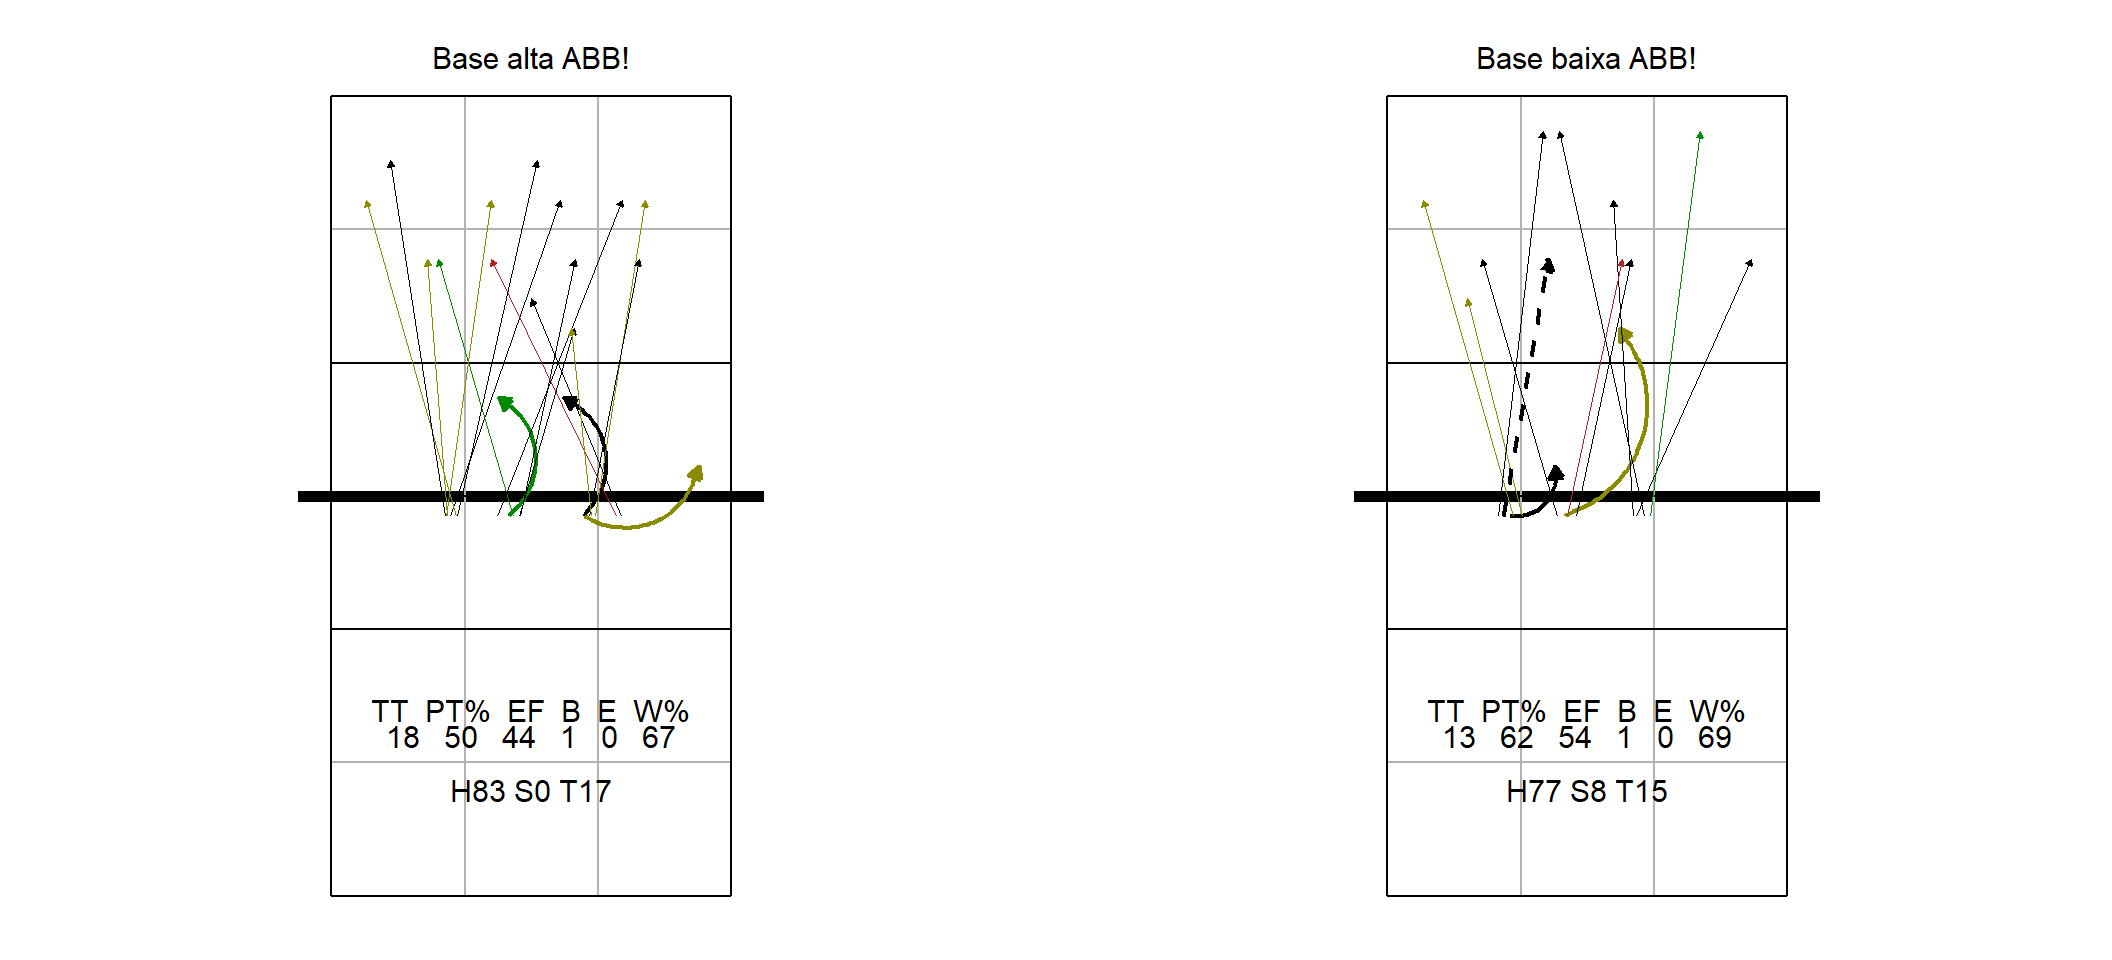 Base alta ABB!
TT PT% EF B E W%
18 50 44 1 0 67
H83 S0 T17
Base baixa ABB!
TT PT% EF B E W%
13 62 54 1 0 69
H77 S8 T15